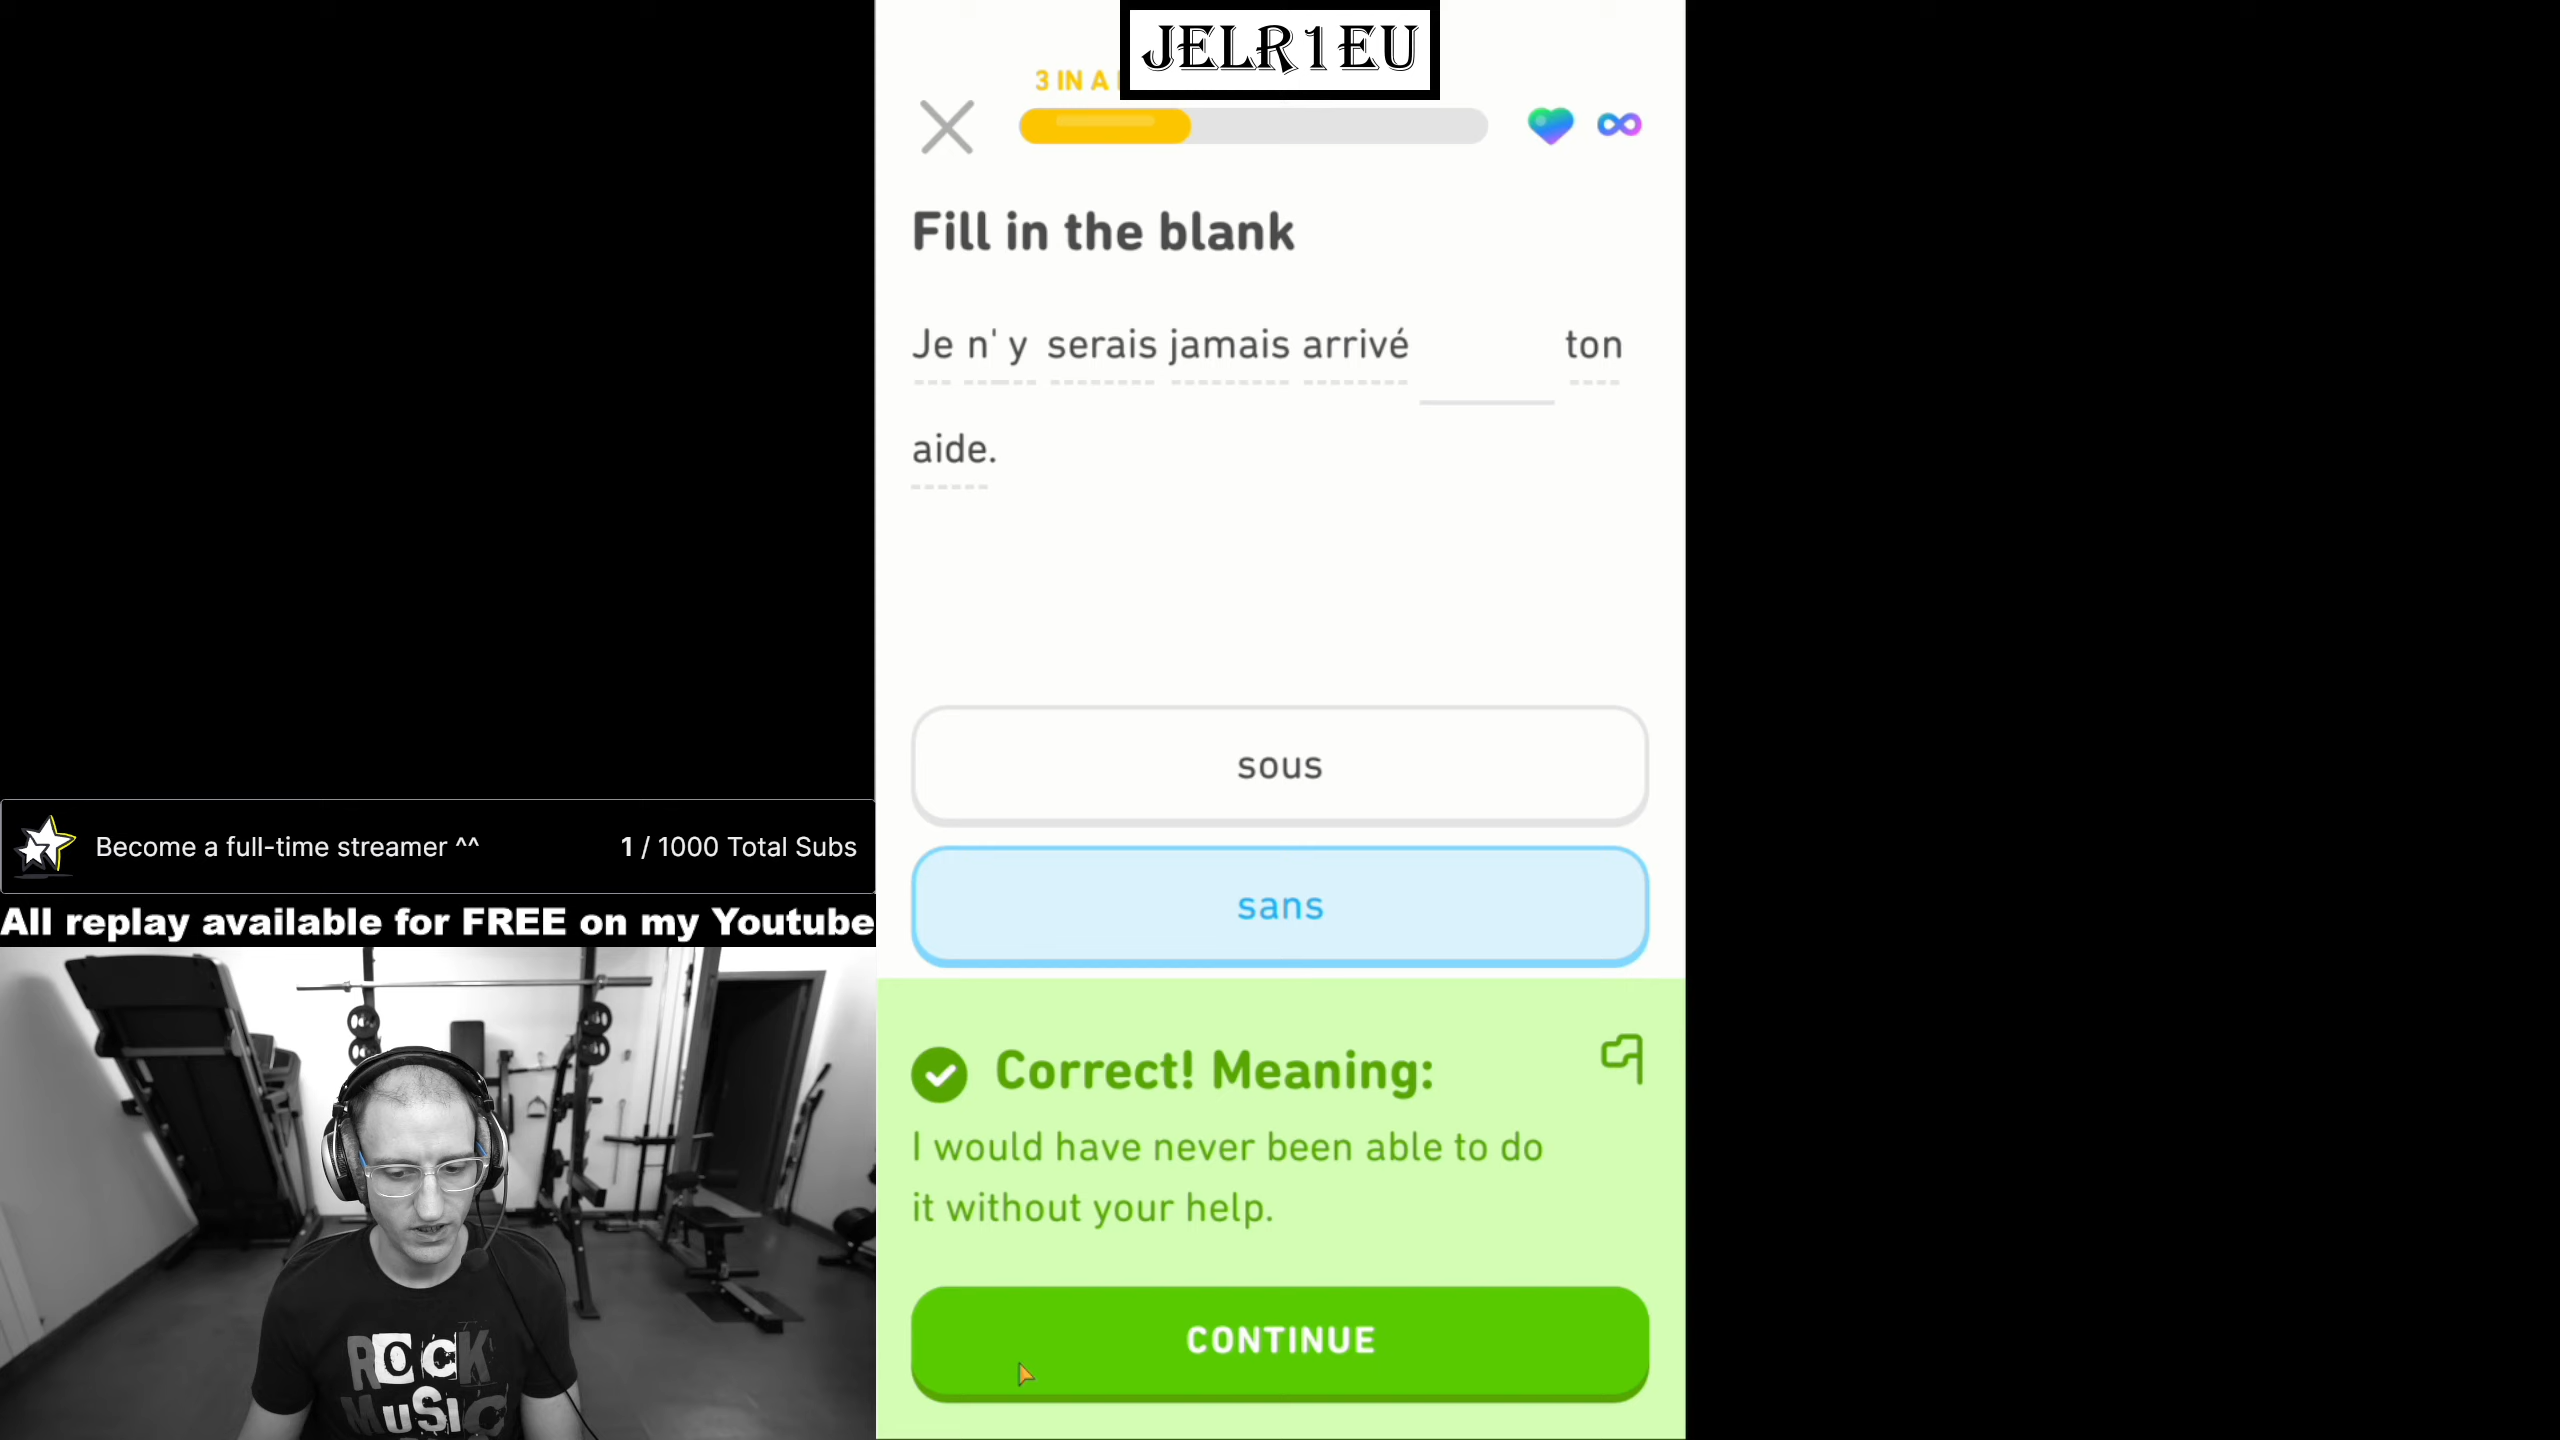 JELR1EU
3 IN A
Fill in the blank
Je n' y serais jamais arrivé ton
aide.
sous
sans
Become a full-time streamer ^^ 1 / 1000 Total Subs
All replay available for FREE on my Youtube
Correct! Meaning:
I would have never been able to do
it without your help.
CONTINUE
ROCK
MUSIC